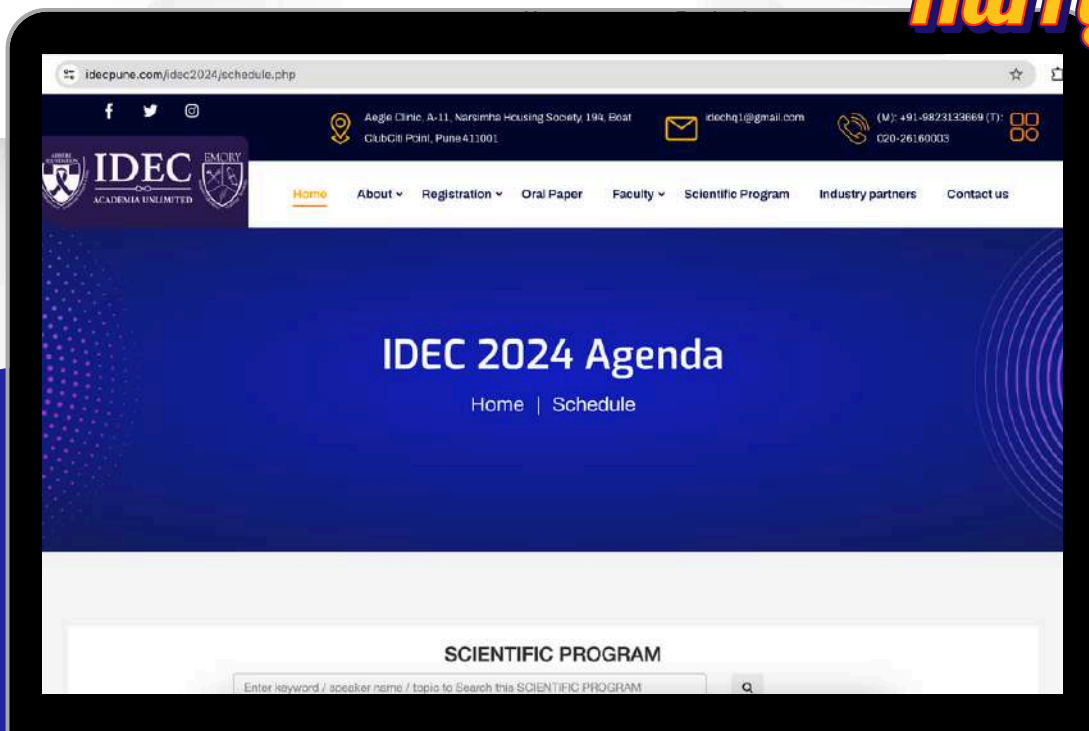 idecpune.com/idec2024/schedule.php
Aegle Clinic, A-11, Narsimha Housing Society, 194, Boat
ClubCiti Point, Pune 411001
idechq1@gmail.com
(M): +91-9823133669 (T):
020-26160003
IDEC
ACADEMIA UNLIMITED
EMORY
Home
About
Registration
Oral Paper
Faculty
Scientific Program
Industry partners
Contact us
IDEC 2024 Agenda
Home | Schedule
SCIENTIFIC PROGRAM
Enter keyword / speaker name / topic to Search this SCIENTIFIC PROGRAM